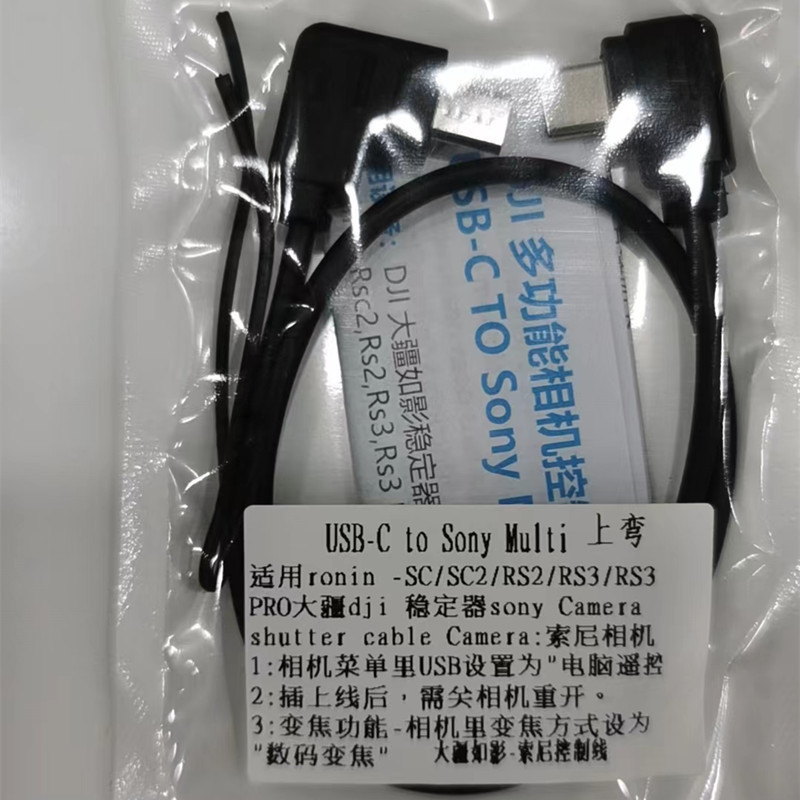 USB-C to Sony Multi 上弯
适用ronin -SC/SC2/RS2/RS3/RS3
PRO大疆dji 稳定器sony Camera
shutter cable Camera:索尼相机
1:相机菜单里USB设置为"电脑遥控
2:插上线后，需关相机重开。
3:变焦功能-相机里变焦方式设为
"数码变焦" 大疆如影-索尼控制线
DJI 多功能相机控
USB-C TO Sony
DJI 大疆如影稳定器
Rsc2,Rs2,Rs3,Rs3